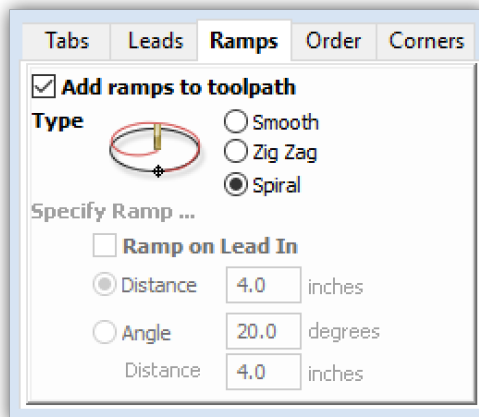 Tabs Leads Ramps Order Corners
Add ramps to toolpath
Type
Smooth
Zig Zag
Spiral
Specify Ramp ...
Ramp on Lead In
Distance 4.0 inches
Angle 20.0 degrees
Distance 4.0 inches